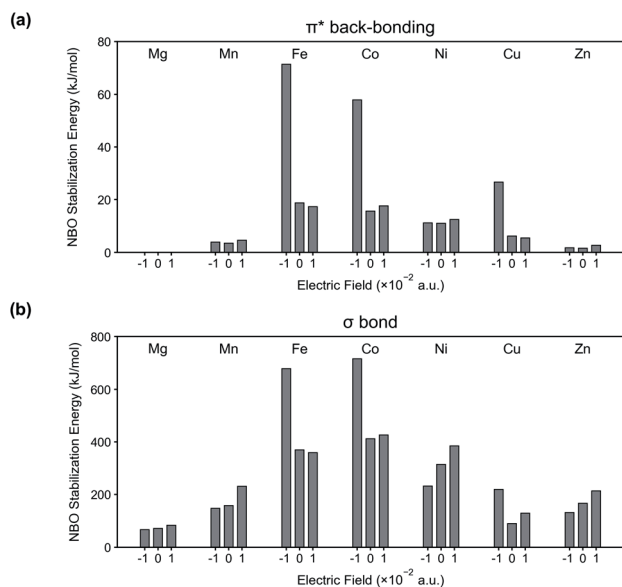 (a)
π* back-bonding
Mg Mn Fe Co Ni Cu Zn
NBO Stabilization Energy (kJ/mol)
80
60
40
20
0
-1 0 1 -1 0 1 -1 0 1 -1 0 1 -1 0 1 -1 0 1 -1 0 1
Electric Field (×10⁻² a.u.)
(b)
σ bond
Mg Mn Fe Co Ni Cu Zn
NBO Stabilization Energy (kJ/mol)
800
600
400
200
0
-1 0 1 -1 0 1 -1 0 1 -1 0 1 -1 0 1 -1 0 1 -1 0 1
Electric Field (×10⁻² a.u.)